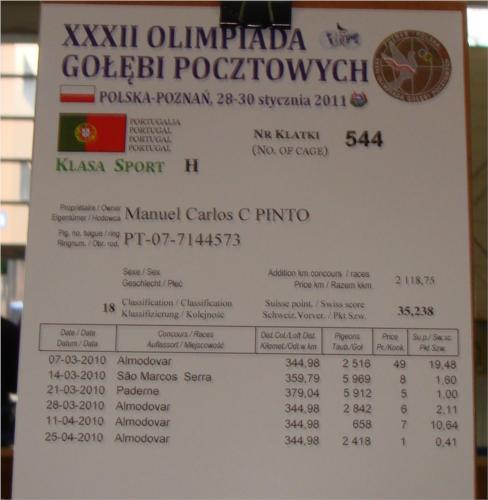 XXXII OLIMPIADA
GOŁĘBI POCZTOWYCH
POLSKA-POZNAŃ, 28-30 stycznia 2011
PORTUGALIA
PORTUGAL
PORTUGAL
PORTUGAL
NR KLATKI
(NO. OF CAGE)
544
KLASA SPORT H
Propriétaire / Owner
Eigentümer / Hodowca
Manuel Carlos C PINTO
Pig. no. bague / ring
Ringnum. / Obr. rod.
PT-07-7144573
Sexe / Sex
Geschlecht / Płeć
Addition km concours / races
Price km / Razem kkm
2 118,75
18
Classification / Classification
Klassifizierung / Kolejność
Suisse point. / Swiss score
Schweiz. Vorver. / Pkt Szw.
35,238
Date / Date
Datum / Data
Concours / Races
Auflassort / Miejscowość
Dist.Col./Loft Dist.
Kilomet./Odl.w km
Pigeons
Taub./Goł
Price
Pr./Konk
Su.p./ Sw.sc.
Pkt Szw.
07-03-2010 Almodovar 344,98 2 516 49 19,48
14-03-2010 São Marcos Serra 359,79 5 969 8 1,60
21-03-2010 Paderne 379,04 5 912 5 1,00
28-03-2010 Almodovar 344,98 2 842 6 2,11
11-04-2010 Almodovar 344,98 658 7 10,64
25-04-2010 Almodovar 344,98 2 418 1 0,41